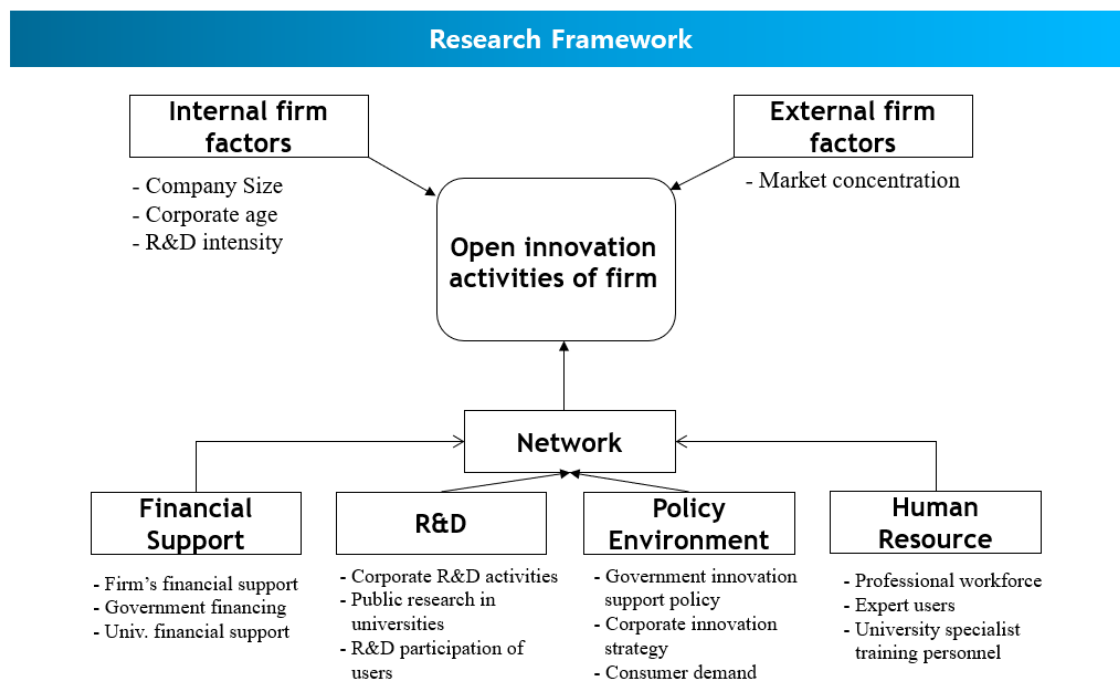 Research Framework
Internal firm
factors
- Company Size
- Corporate age
- R&D intensity
External firm
factors
- Market concentration
Open innovation
activities of firm
Network
Financial
Support
- Firm's financial support
- Government financing
- Univ. financial support
R&D
- Corporate R&D activities
- Public research in
universities
- R&D participation of
users
Policy
Environment
- Government innovation
support policy
- Corporate innovation
strategy
- Consumer demand
Human
Resource
- Professional workforce
- Expert users
- University specialist
training personnel